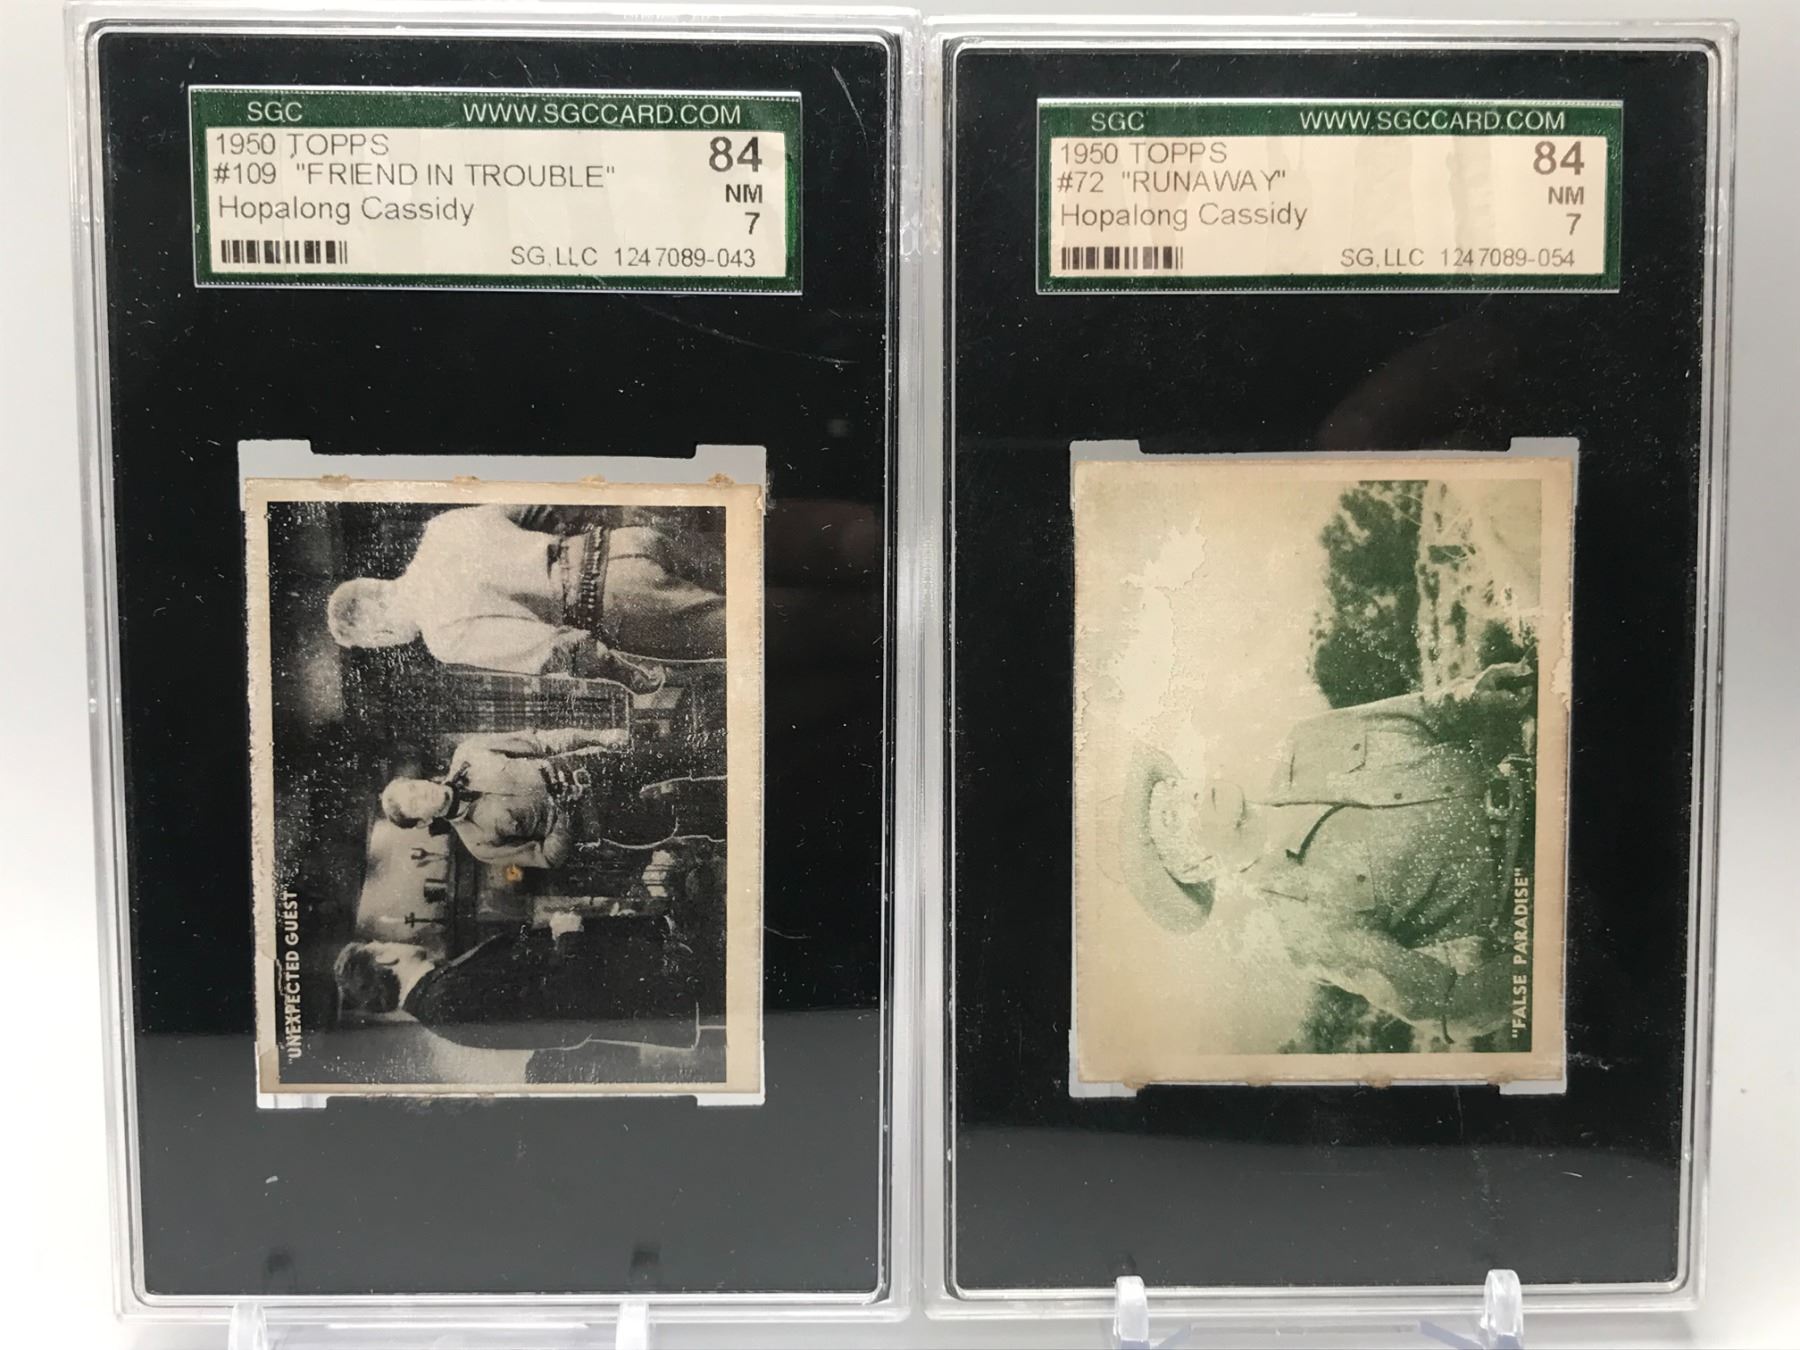 SGC WWW.SGCCARD.COM
1950 TOPPS 84
#109 "FRIEND IN TROUBLE" NM
Hopalong Cassidy 7
SG, LLC 1247089-043
"UNEXPECTED GUEST"
SGC WWW.SGCCARD.COM
1950 TOPPS 84
#72 "RUNAWAY" NM
Hopalong Cassidy 7
SG, LLC 1247089-054
"FALSE PARADISE"